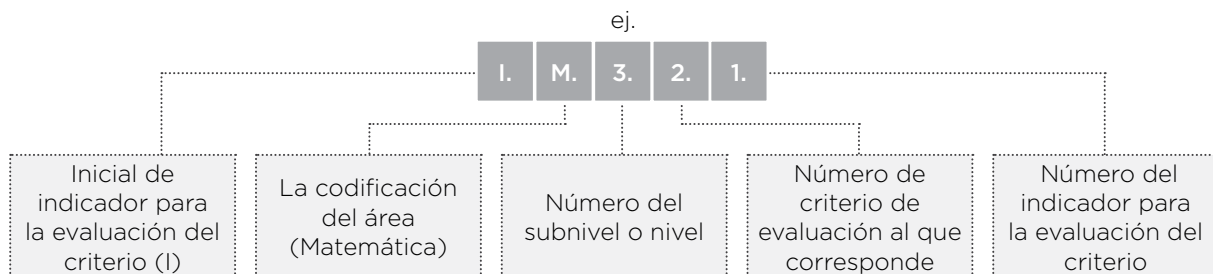 ej.
I. M. 3. 2. 1.
Inicial de
indicador para
la evaluación del
criterio (I)
La codificación
del área
(Matemática)
Número del
subnivel o nivel
Número de
criterio de
evaluación al que
corresponde
Número del
indicador para
la evaluación del
criterio